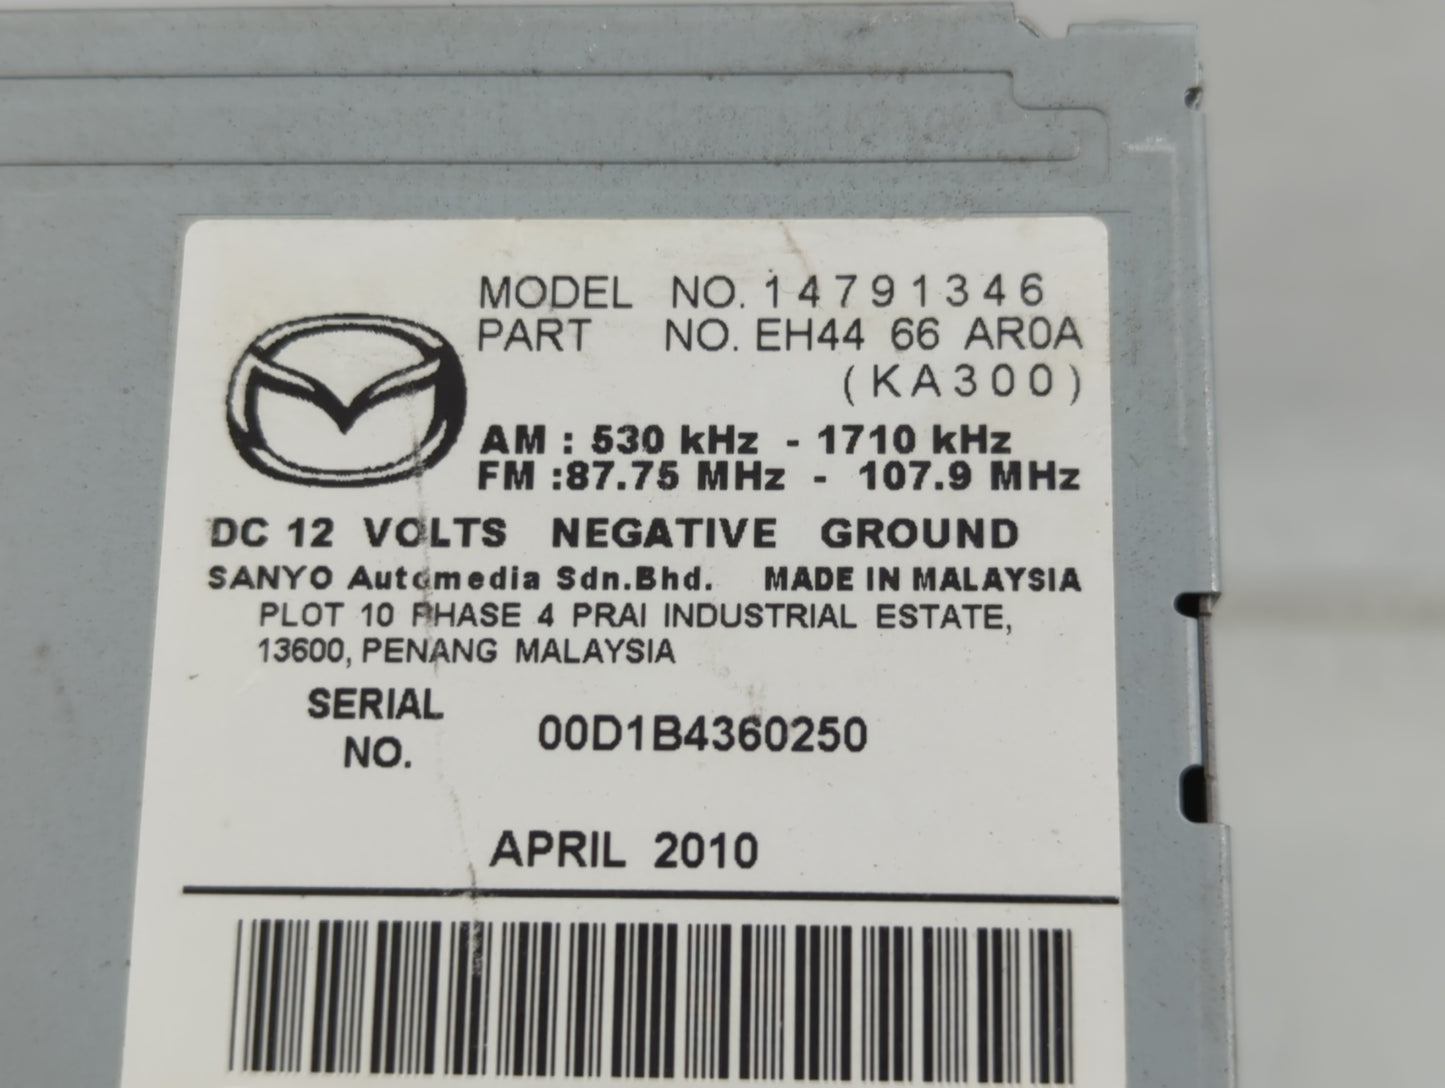 MODEL NO. 14791346
PART NO. EH44 66 AR0A
(KA300)
AM : 530 kHz - 1710 kHz
FM :87.75 MHz - 107.9 MHz
DC 12 VOLTS NEGATIVE GROUND
SANYO Automedia Sdn.Bhd. MADE IN MALAYSIA
PLOT 10 PHASE 4 PRAI INDUSTRIAL ESTATE,
13600, PENANG MALAYSIA
SERIAL NO. 00D1B4360250
APRIL 2010